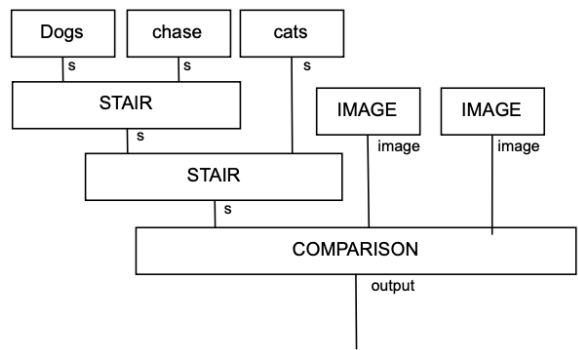 Dogs chase cats
s s s
STAIR
IMAGE IMAGE
s
image image
STAIR
s
COMPARISON
output